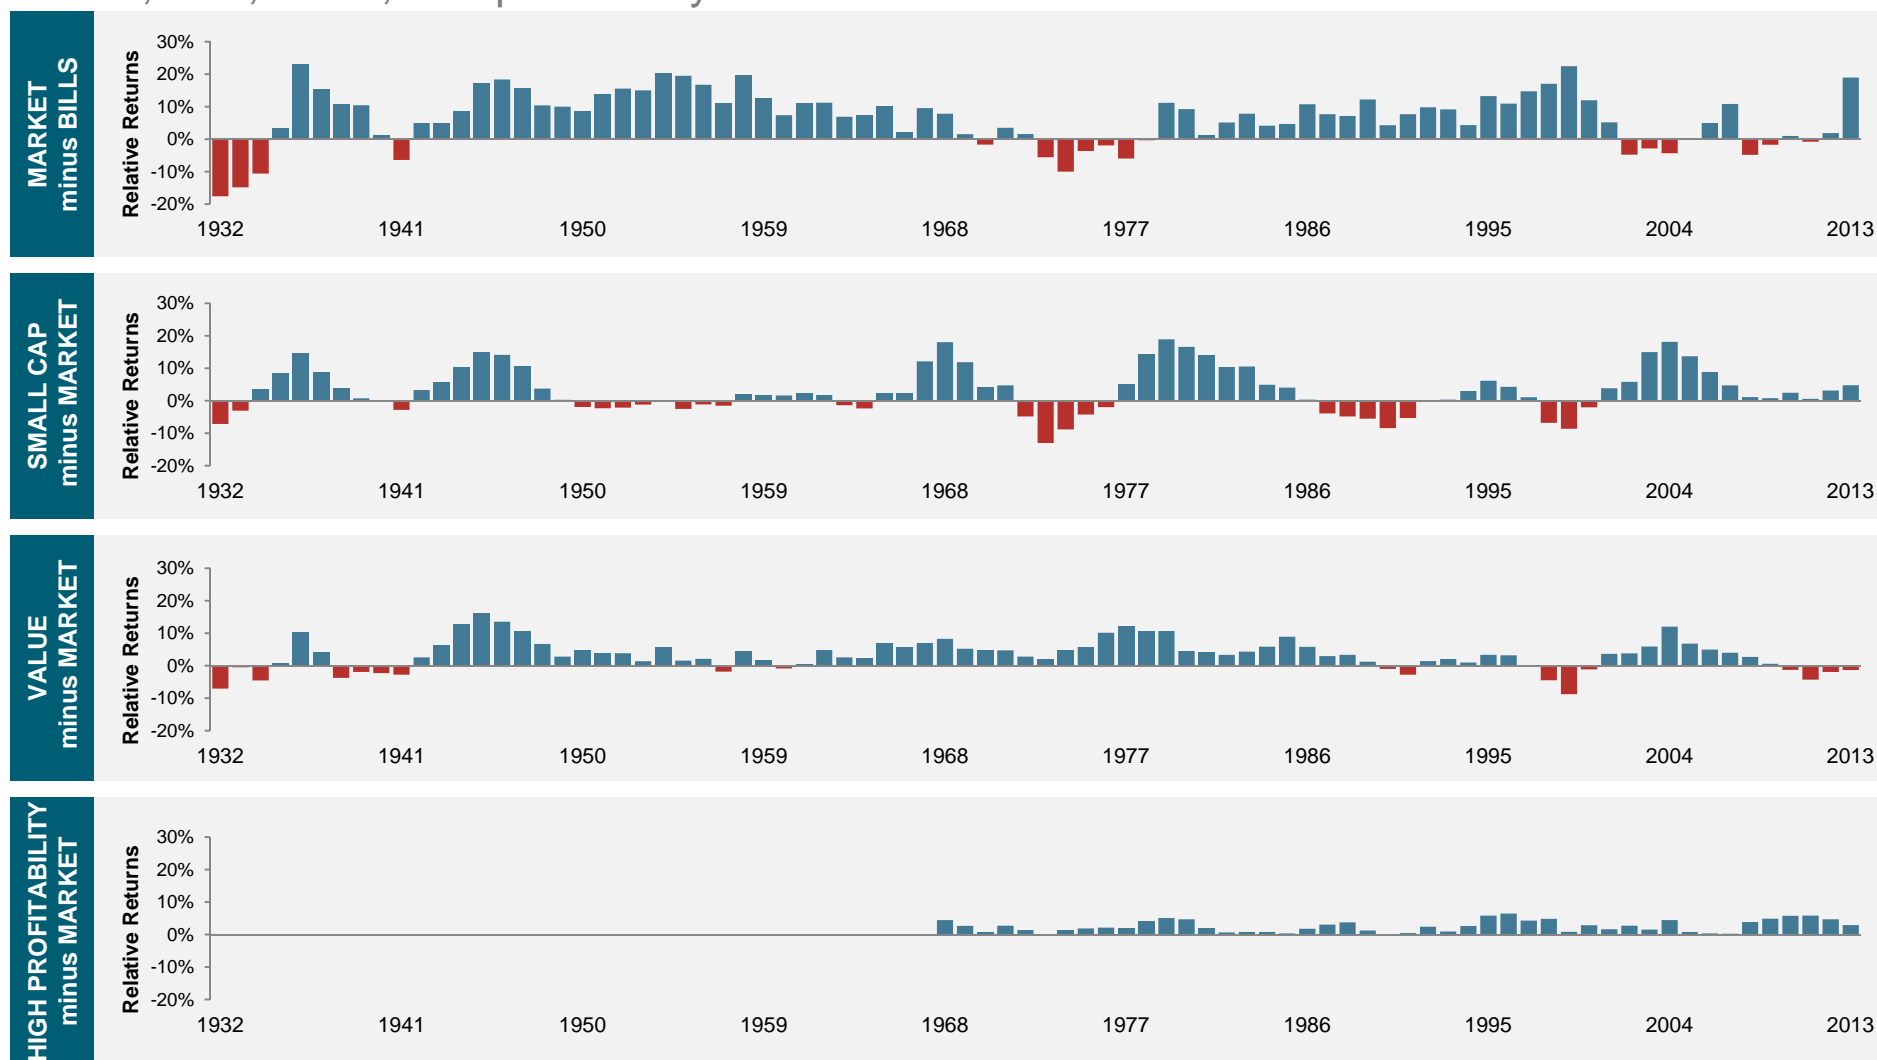 MARKET
minus BILLS
Relative Returns
30%
20%
10%
0%
-10%
-20%
1932 1941 1950 1959 1968 1977 1986 1995 2004 2013
SMALL CAP
minus MARKET
Relative Returns
30%
20%
10%
0%
-10%
-20%
1932 1941 1950 1959 1968 1977 1986 1995 2004 2013
VALUE
minus MARKET
Relative Returns
30%
20%
10%
0%
-10%
-20%
1932 1941 1950 1959 1968 1977 1986 1995 2004 2013
HIGH PROFITABILITY
minus MARKET
Relative Returns
30%
20%
10%
0%
-10%
-20%
1932 1941 1950 1959 1968 1977 1986 1995 2004 2013